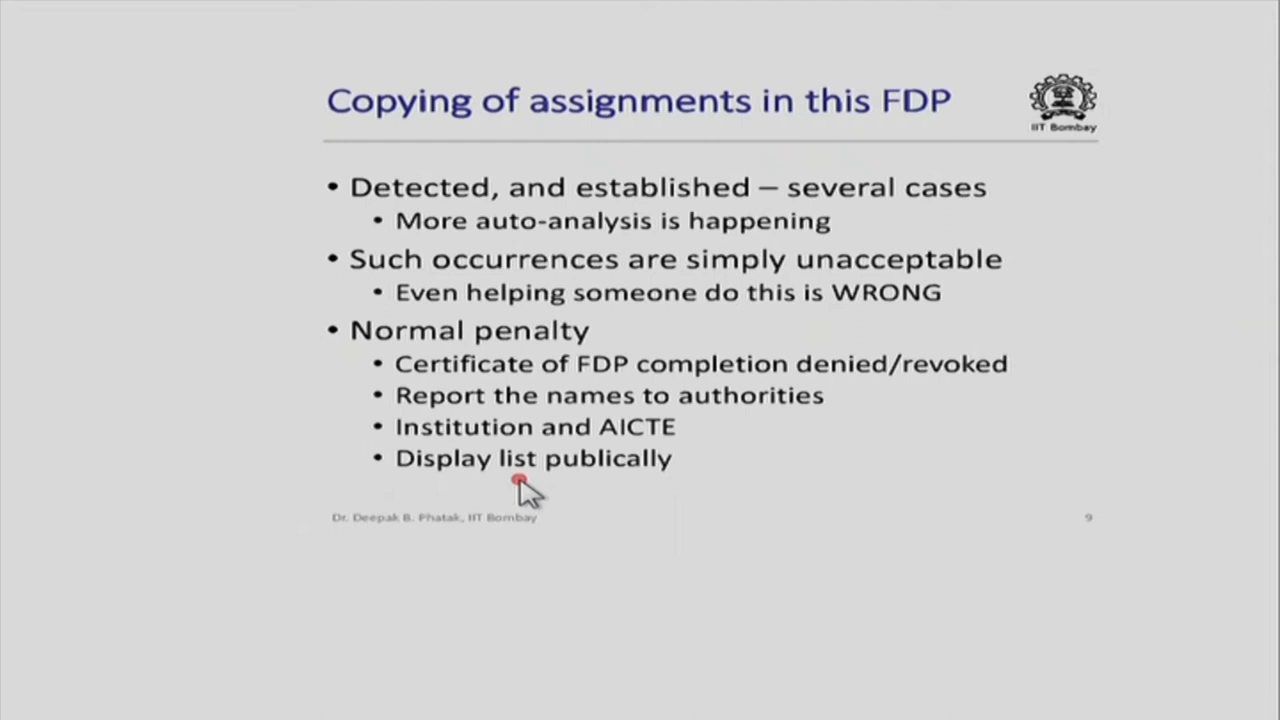 Copying of assignments in this FDP
IIT Bombay
• Detected, and established – several cases
• More auto-analysis is happening
• Such occurrences are simply unacceptable
• Even helping someone do this is WRONG
• Normal penalty
• Certificate of FDP completion denied/revoked
• Report the names to authorities
• Institution and AICTE
• Display list publically
Dr. Deepak B. Phatak, IIT Bombay
9